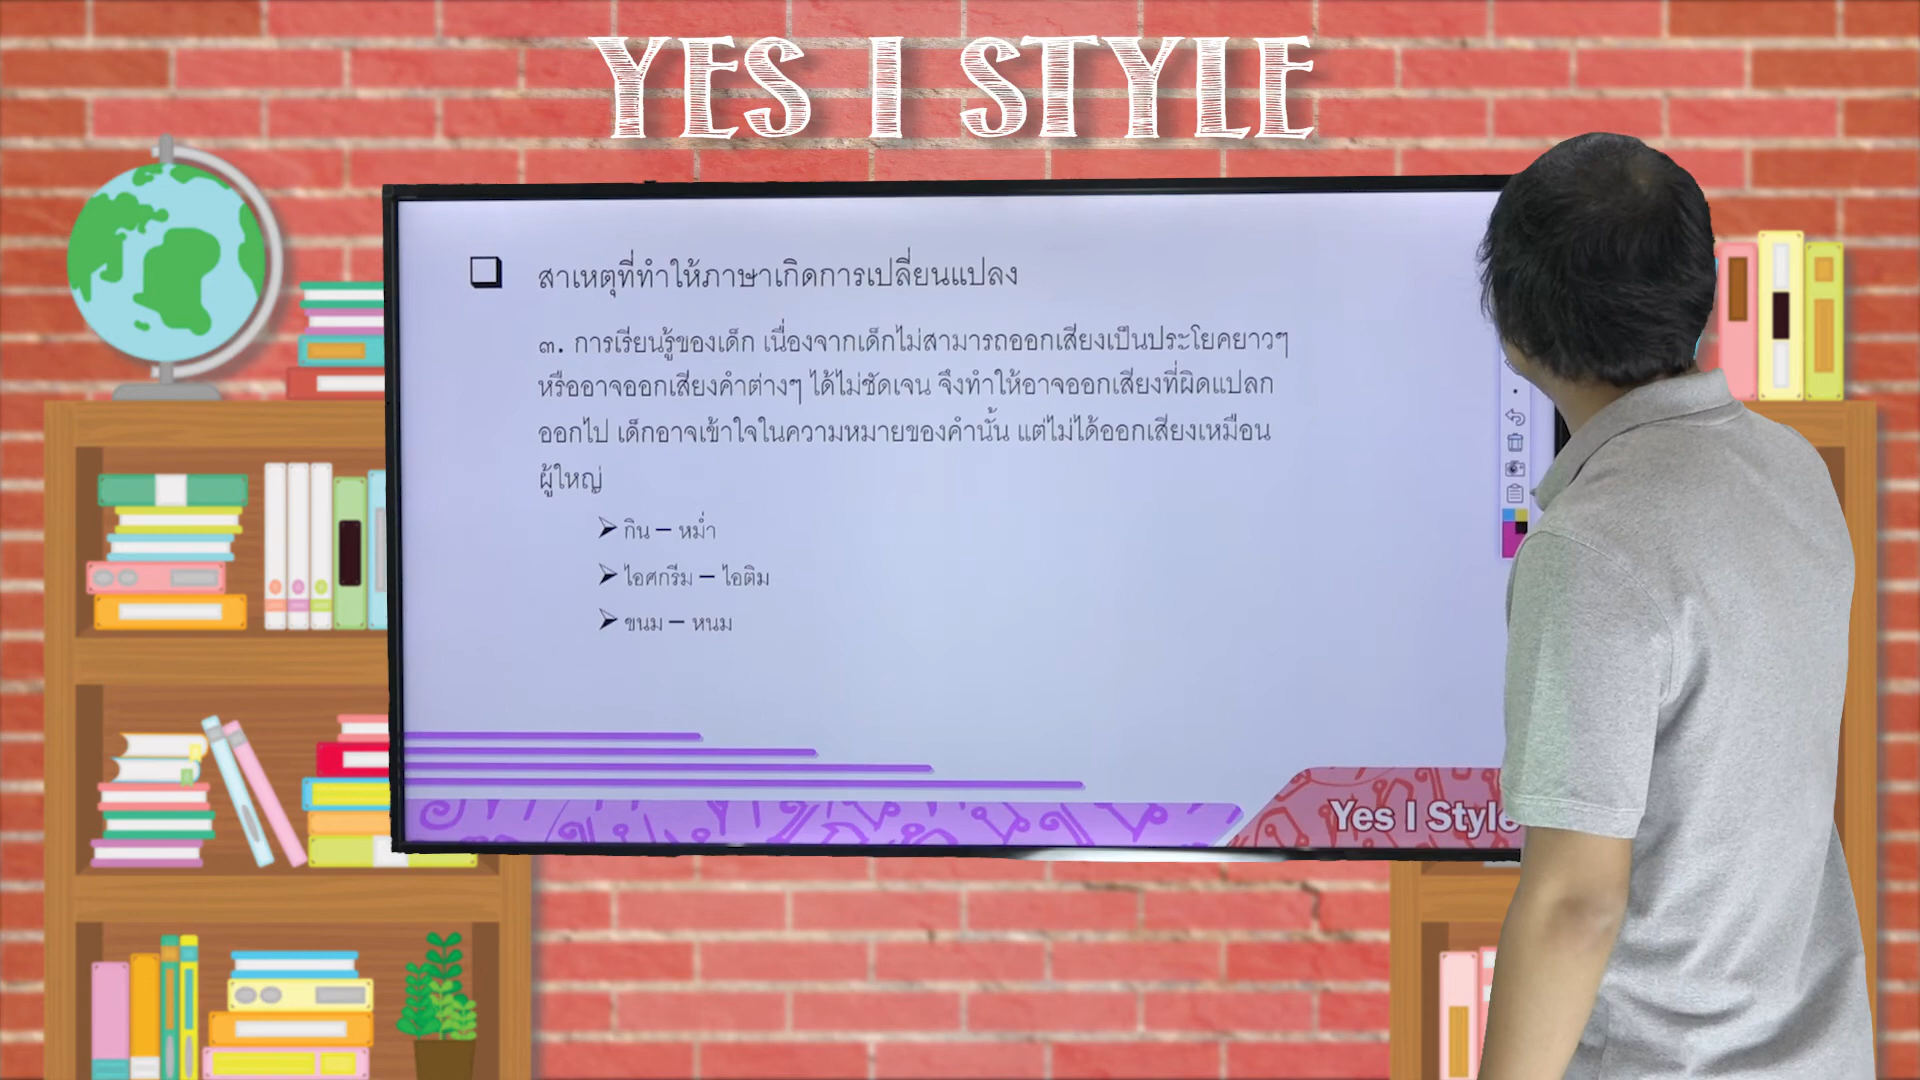 YES I STYLE
❑ สาเหตุที่ทำให้ภาษาเกิดการเปลี่ยนแปลง
๓. การเรียนรู้ของเด็ก เนื่องจากเด็กไม่สามารถออกเสียงเป็นประโยคยาวๆ
หรืออาจออกเสียงคำต่างๆ ได้ไม่ชัดเจน จึงทำให้อาจออกเสียงที่ผิดแปลก
ออกไป เด็กอาจเข้าใจในความหมายของคำนั้น แต่ไม่ได้ออกเสียงเหมือน
ผู้ใหญ่
➢ กิน – หม่ำ
➢ ไอศกรีม – ไอติม
➢ ขนม – หนม
Yes I Style